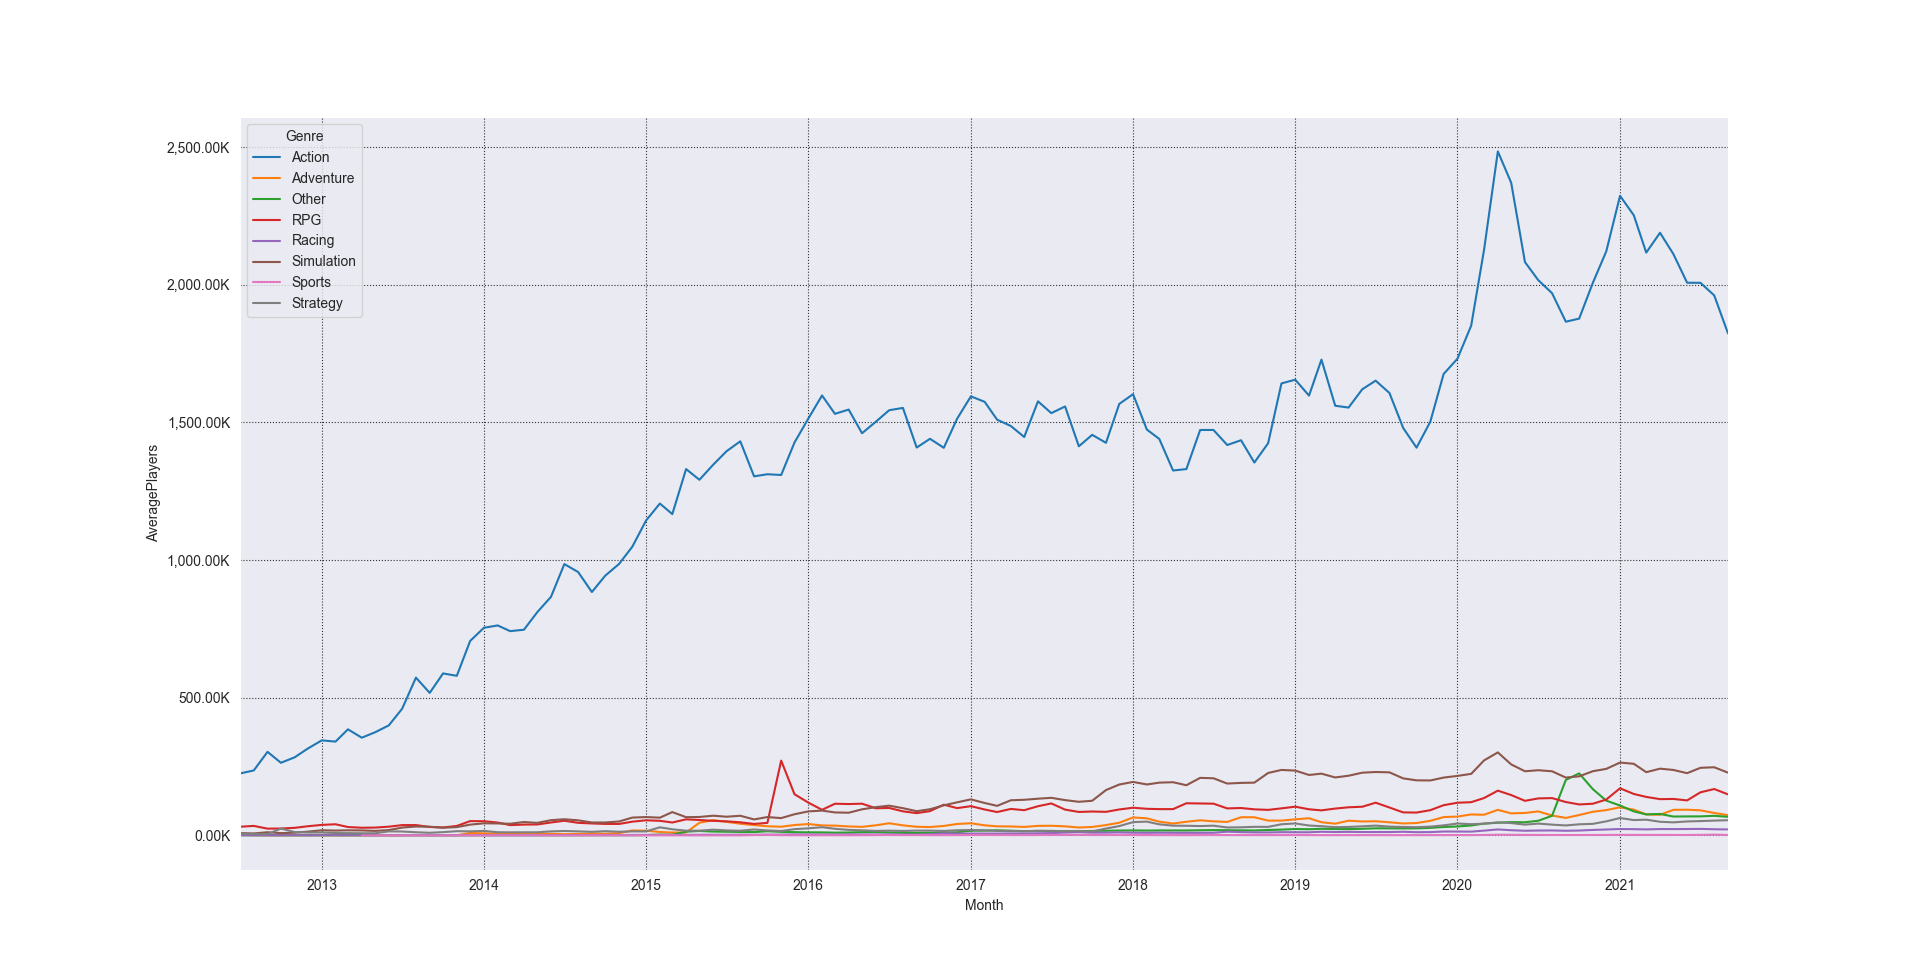 Genre
Action
Adventure
Other
RPG
Racing
Simulation
Sports
Strategy
2,500.00K
2,000.00K
1,500.00K
1,000.00K
500.00K
0.00K
AveragePlayers
2013 2014 2015 2016 2017 2018 2019 2020 2021
Month